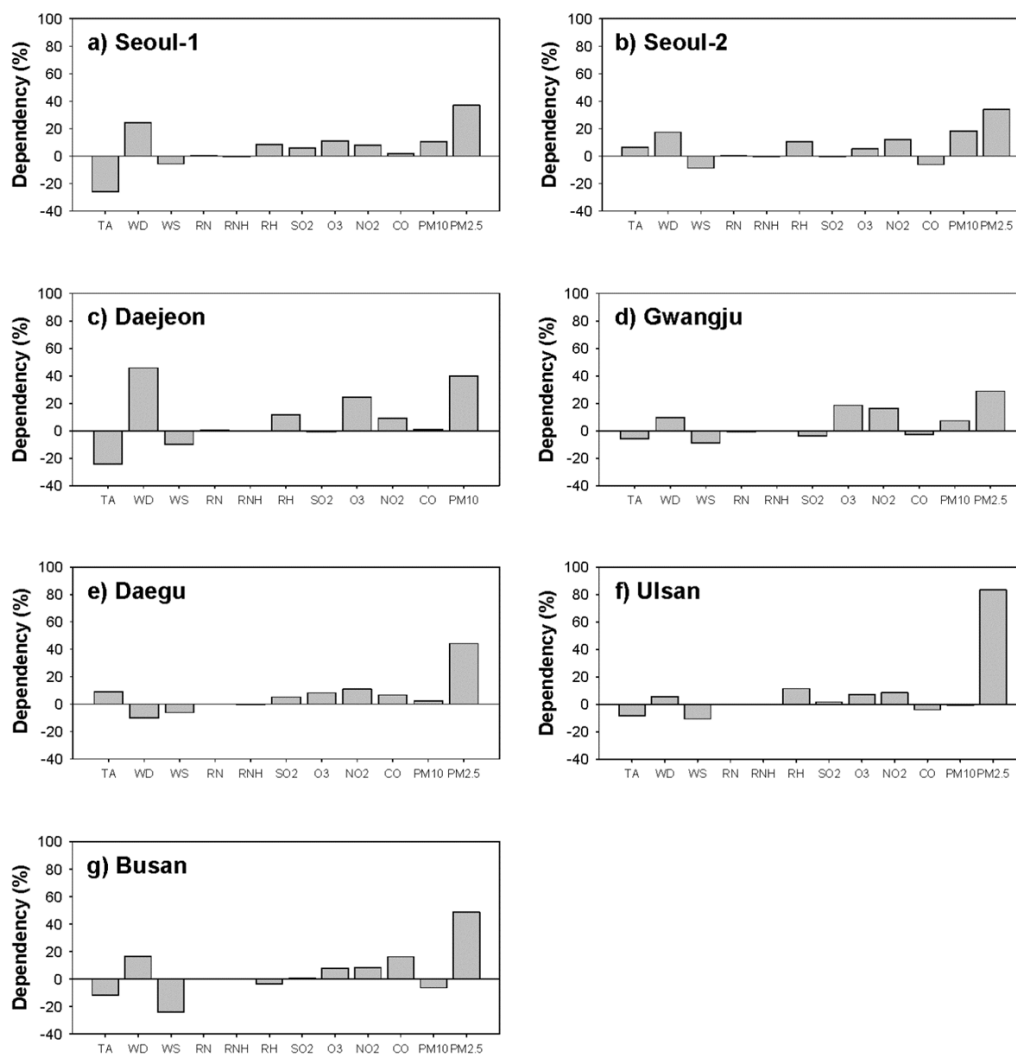 a) Seoul-1
Dependency (%)
100
80
60
40
20
0
-20
-40
TA WD WS RN RNH RH SO2 O3 NO2 CO PM10 PM2.5
b) Seoul-2
Dependency (%)
100
80
60
40
20
0
-20
-40
TA WD WS RN RNH RH SO2 O3 NO2 CO PM10 PM2.5
c) Daejeon
Dependency (%)
100
80
60
40
20
0
-20
-40
TA WD WS RN RNH RH SO2 O3 NO2 CO PM10
d) Gwangju
Dependency (%)
100
80
60
40
20
0
-20
-40
TA WD WS RN RNH SO2 O3 NO2 CO PM10 PM2.5
e) Daegu
Dependency (%)
100
80
60
40
20
0
-20
-40
TA WD WS RN RNH SO2 O3 NO2 CO PM10 PM2.5
f) Ulsan
Dependency (%)
100
80
60
40
20
0
-20
-40
TA WD WS RN RNH RH SO2 O3 NO2 CO PM10 PM2.5
g) Busan
Dependency (%)
100
80
60
40
20
0
-20
-40
TA WD WS RN RNH RH SO2 O3 NO2 CO PM10 PM2.5